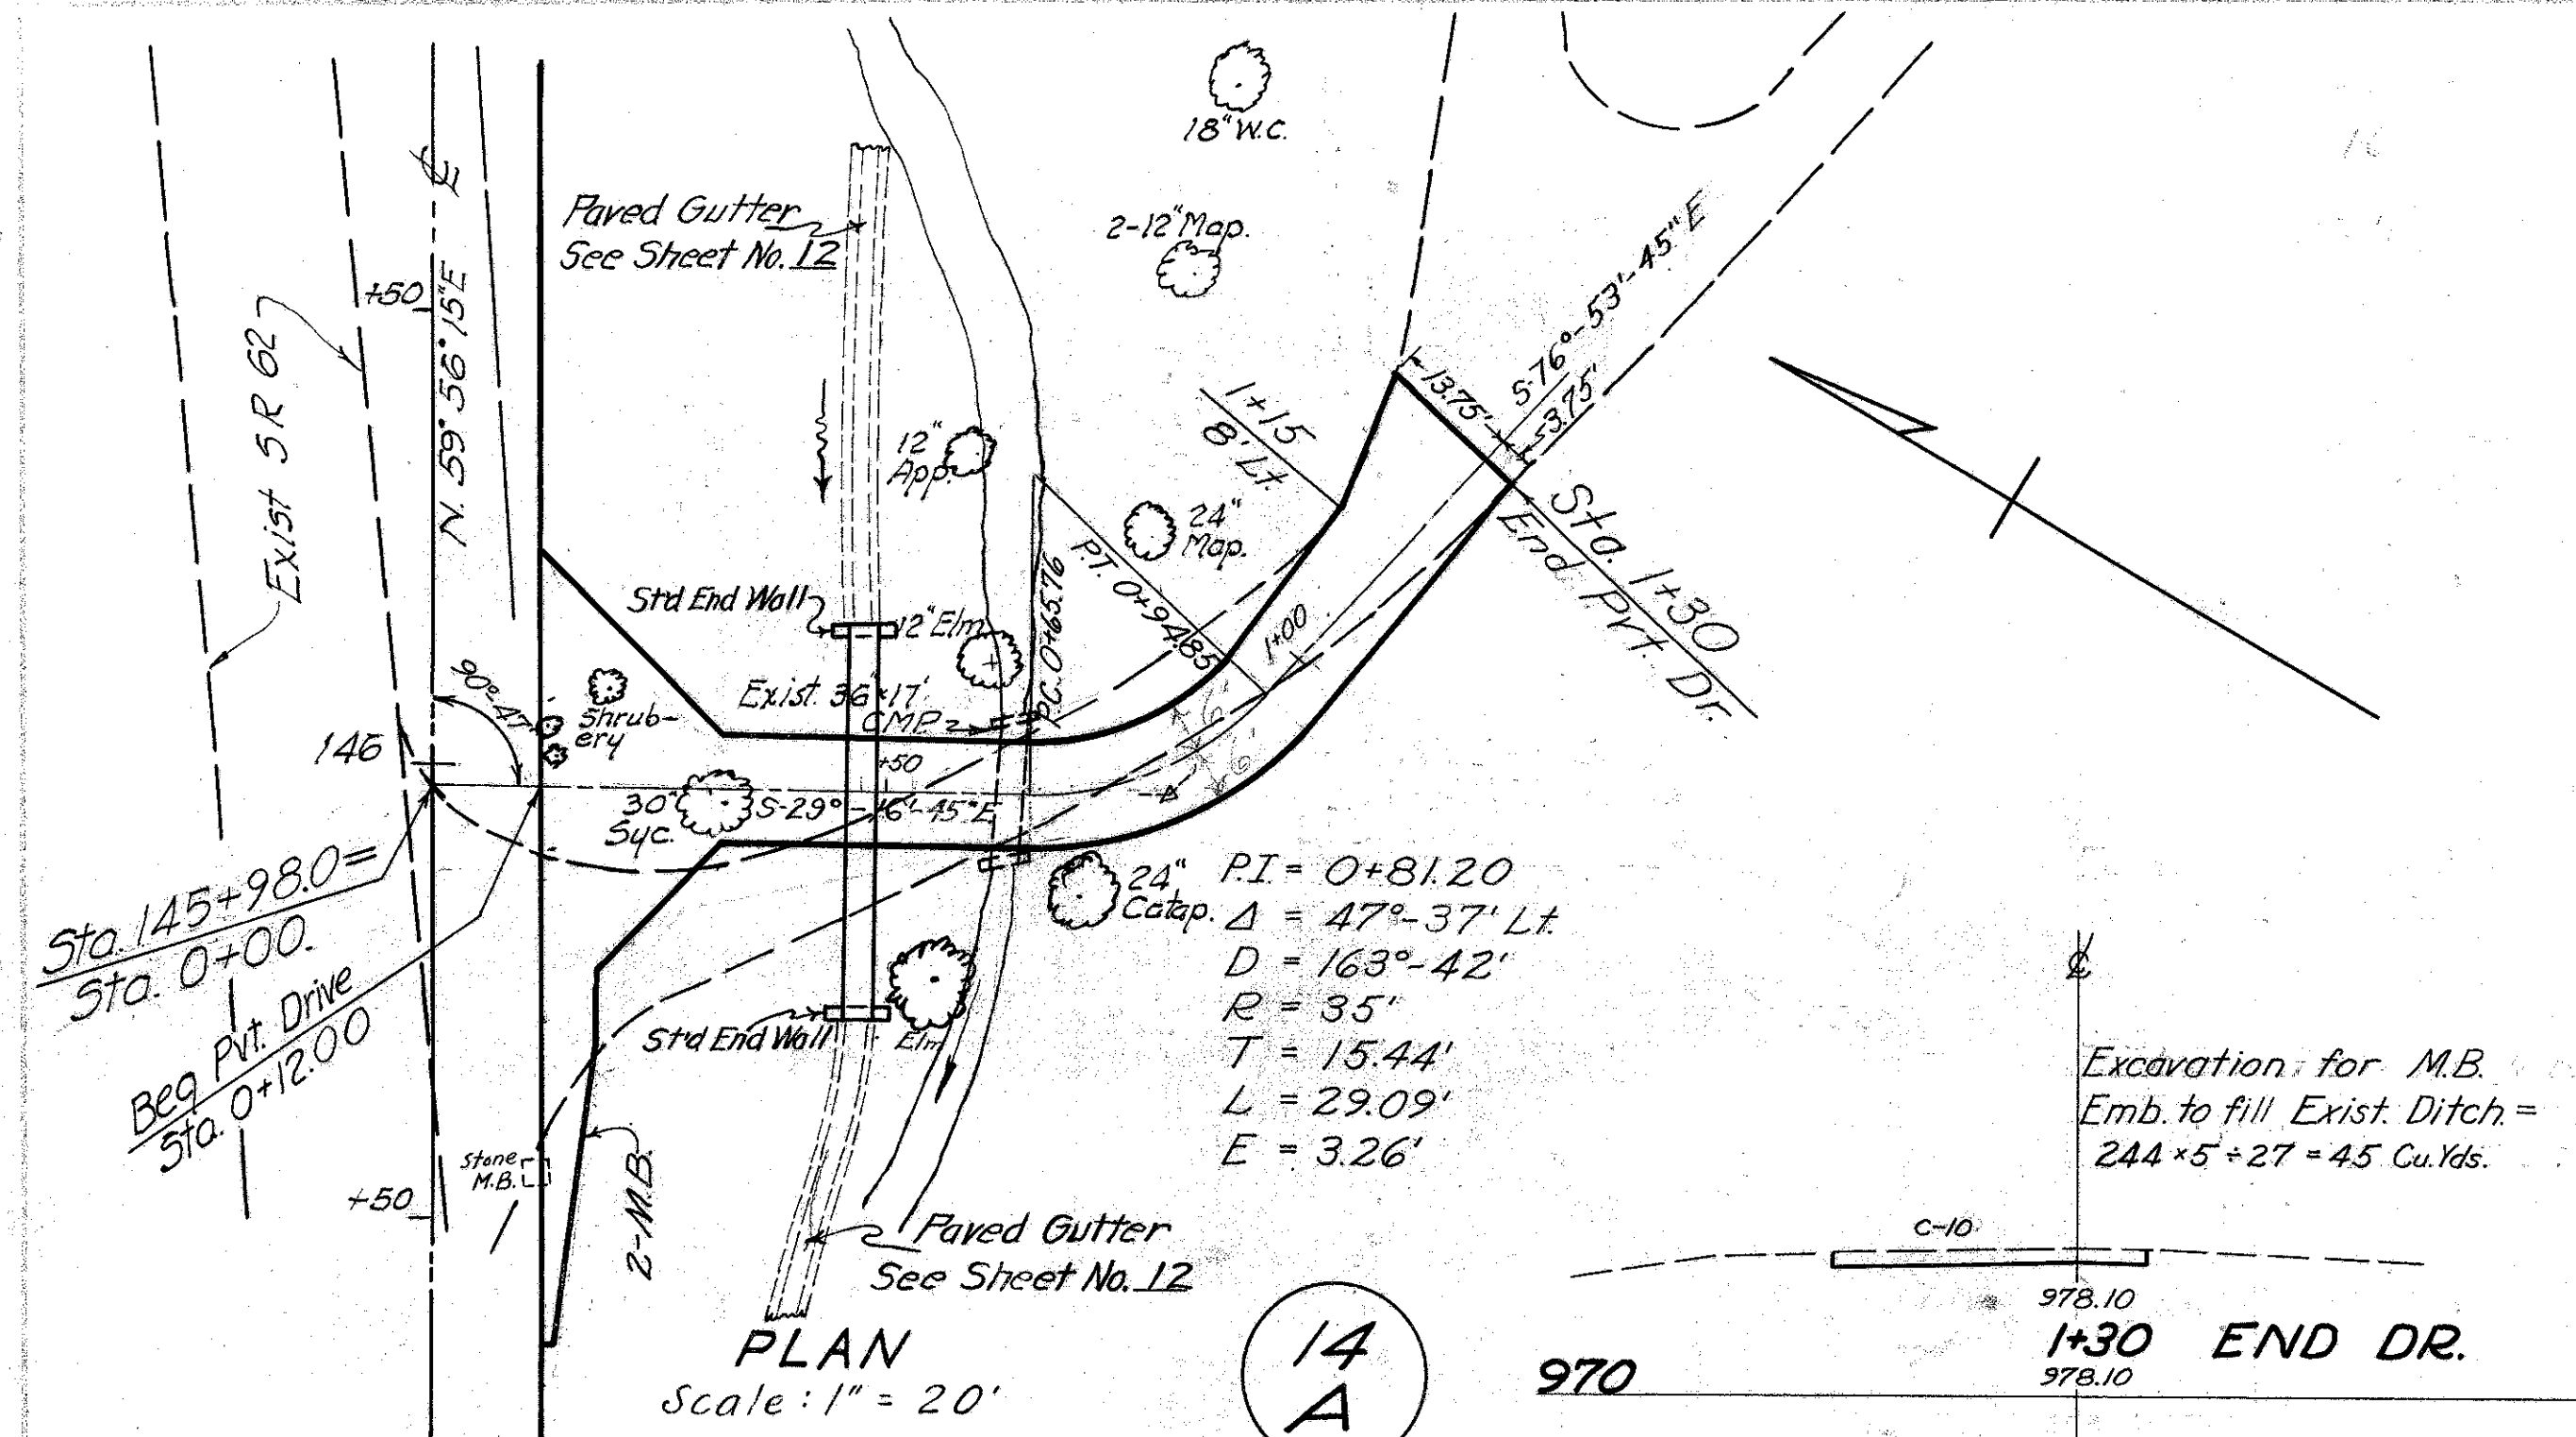 18" W.C.
Paved Gutter
See Sheet No. 12
2-12" Map.
+50
N. 59° 56' 15" E
Exist SR 62
S-76°-53'-45" E
13.75'
3.75'
1+15
8' Lt.
12"
App.
24"
Map.
P.T. 0+94.85
P.C. 0+65.76
Sta. 1+30
End Pvt. Dr.
Std End Wall
12" Elm
1+00
90°-47'
Shrub-
ery
Exist. 36"x17'
CMP
146
+50
6'
6'
30"
Syc.
S-29°-16'-45" E
Δ
Sta. 145+98.0=
Sta. 0+00.
Beg Pvt. Drive
Sta. 0+12.00
24"
Catap.
P.I. = 0+81.20
Δ = 47°-37' Lt.
D = 163°-42'
R = 35'
T = 15.44'
L = 29.09'
E = 3.26'
Std End Wall
Elm
Stone
M.B.
+50
2-M.B.
Paved Gutter
See Sheet No. 12
PLAN
Scale: 1" = 20'
14
A
Excavation for M.B.
Emb. to fill Exist. Ditch =
244 x5 ÷27 = 45 Cu.Yds.
C-10
978.10
1+30 END DR.
978.10
970